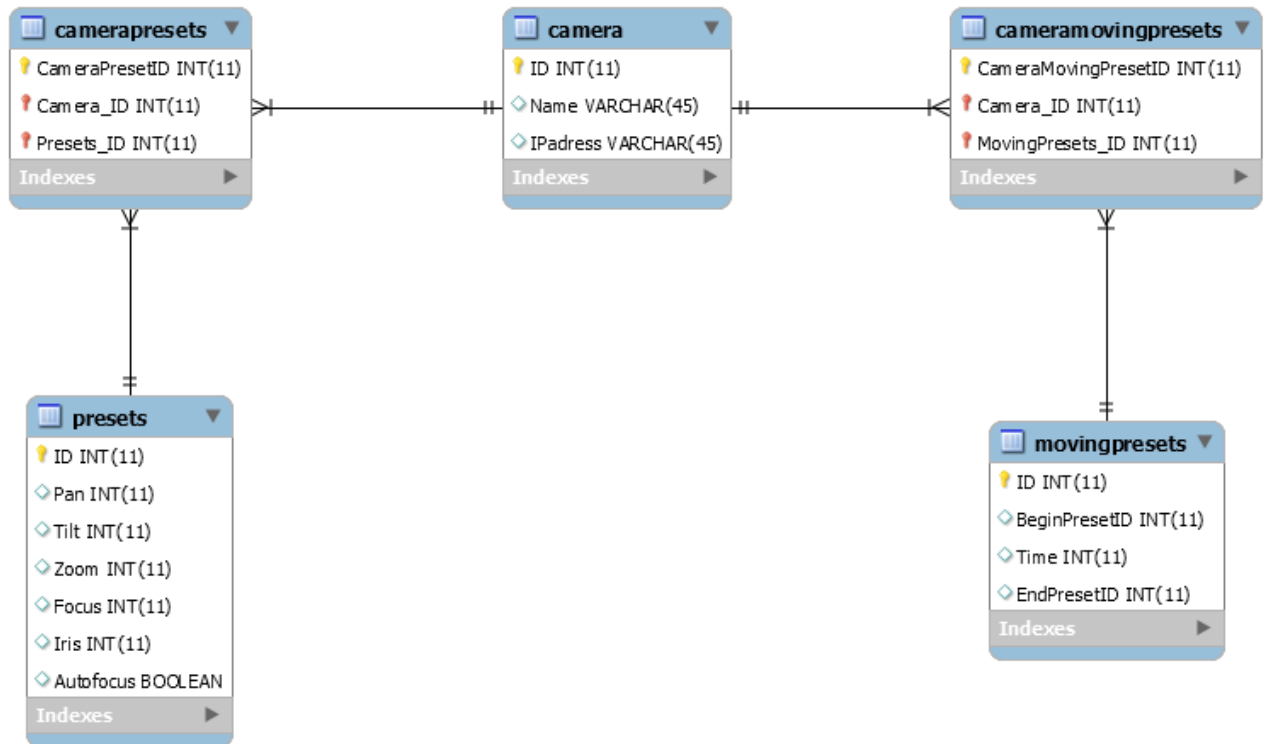 camerapresets
CameraPresetID INT(11)
Camera_ID INT(11)
Presets_ID INT(11)
Indexes
camera
ID INT(11)
Name VARCHAR(45)
IPadress VARCHAR(45)
Indexes
cameramovingpresets
CameraMovingPresetID INT(11)
Camera_ID INT(11)
MovingPresets_ID INT(11)
Indexes
presets
ID INT(11)
Pan INT(11)
Tilt INT(11)
Zoom INT(11)
Focus INT(11)
Iris INT(11)
Autofocus BOOLEAN
Indexes
movingpresets
ID INT(11)
BeginPresetID INT(11)
Time INT(11)
EndPresetID INT(11)
Indexes